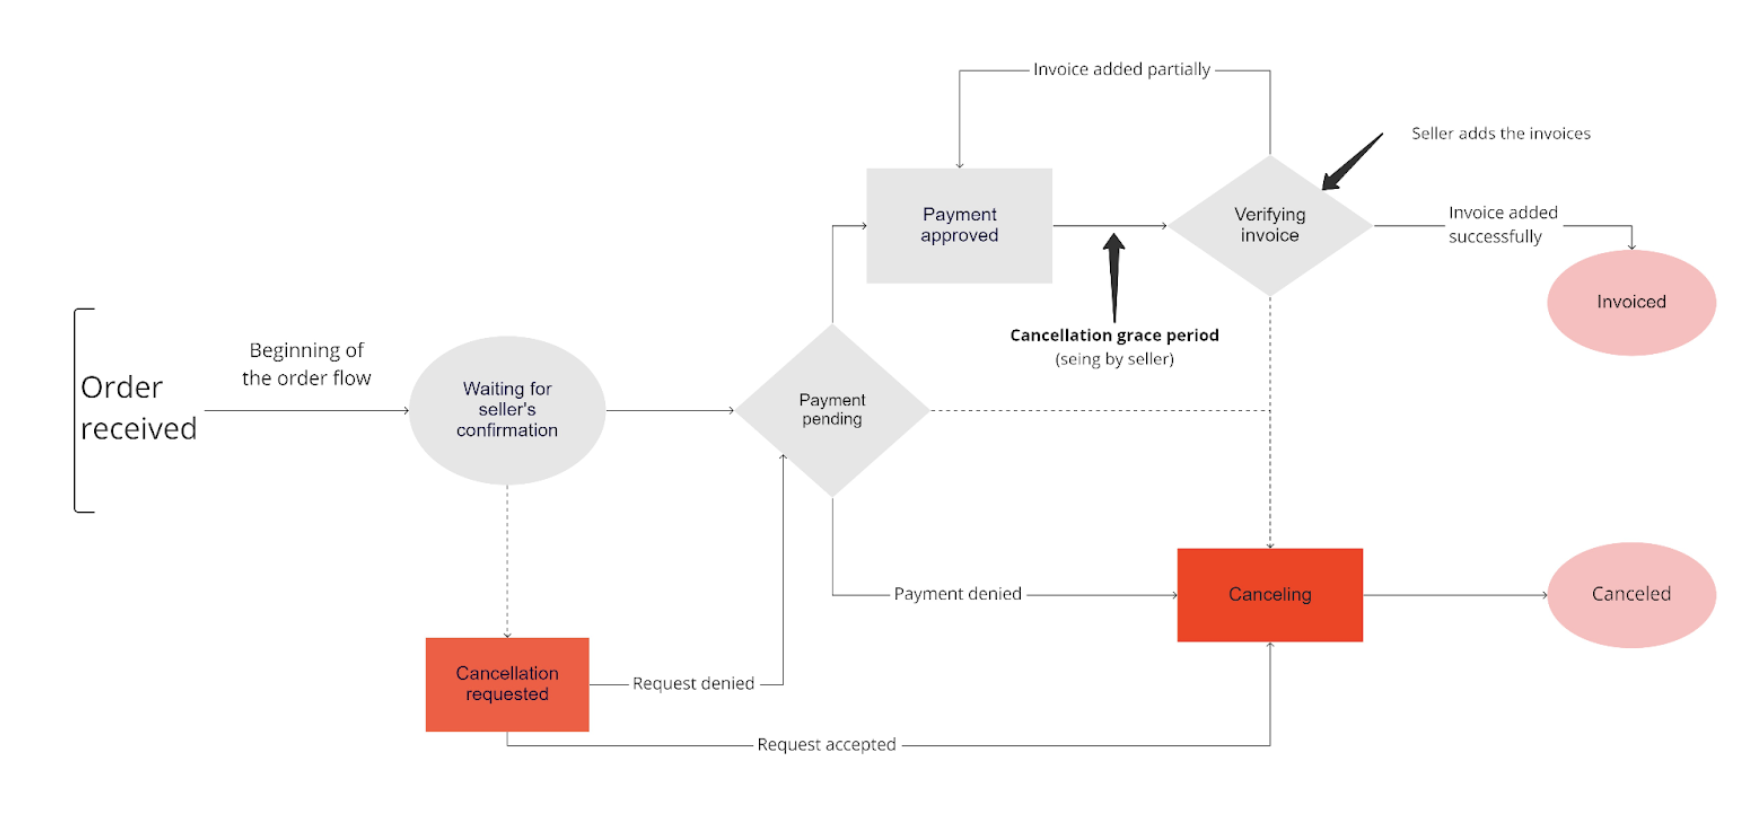 Invoice added partially
Seller adds the invoices
Payment
approved
Verifying
invoice
Invoice added
successfully
Invoiced
Cancellation grace period
(seing by seller)
Order
received
Beginning of
the order flow
Waiting for
seller's
confirmation
Payment
pending
Payment denied
Canceling
Canceled
Cancellation
requested
Request denied
Request accepted